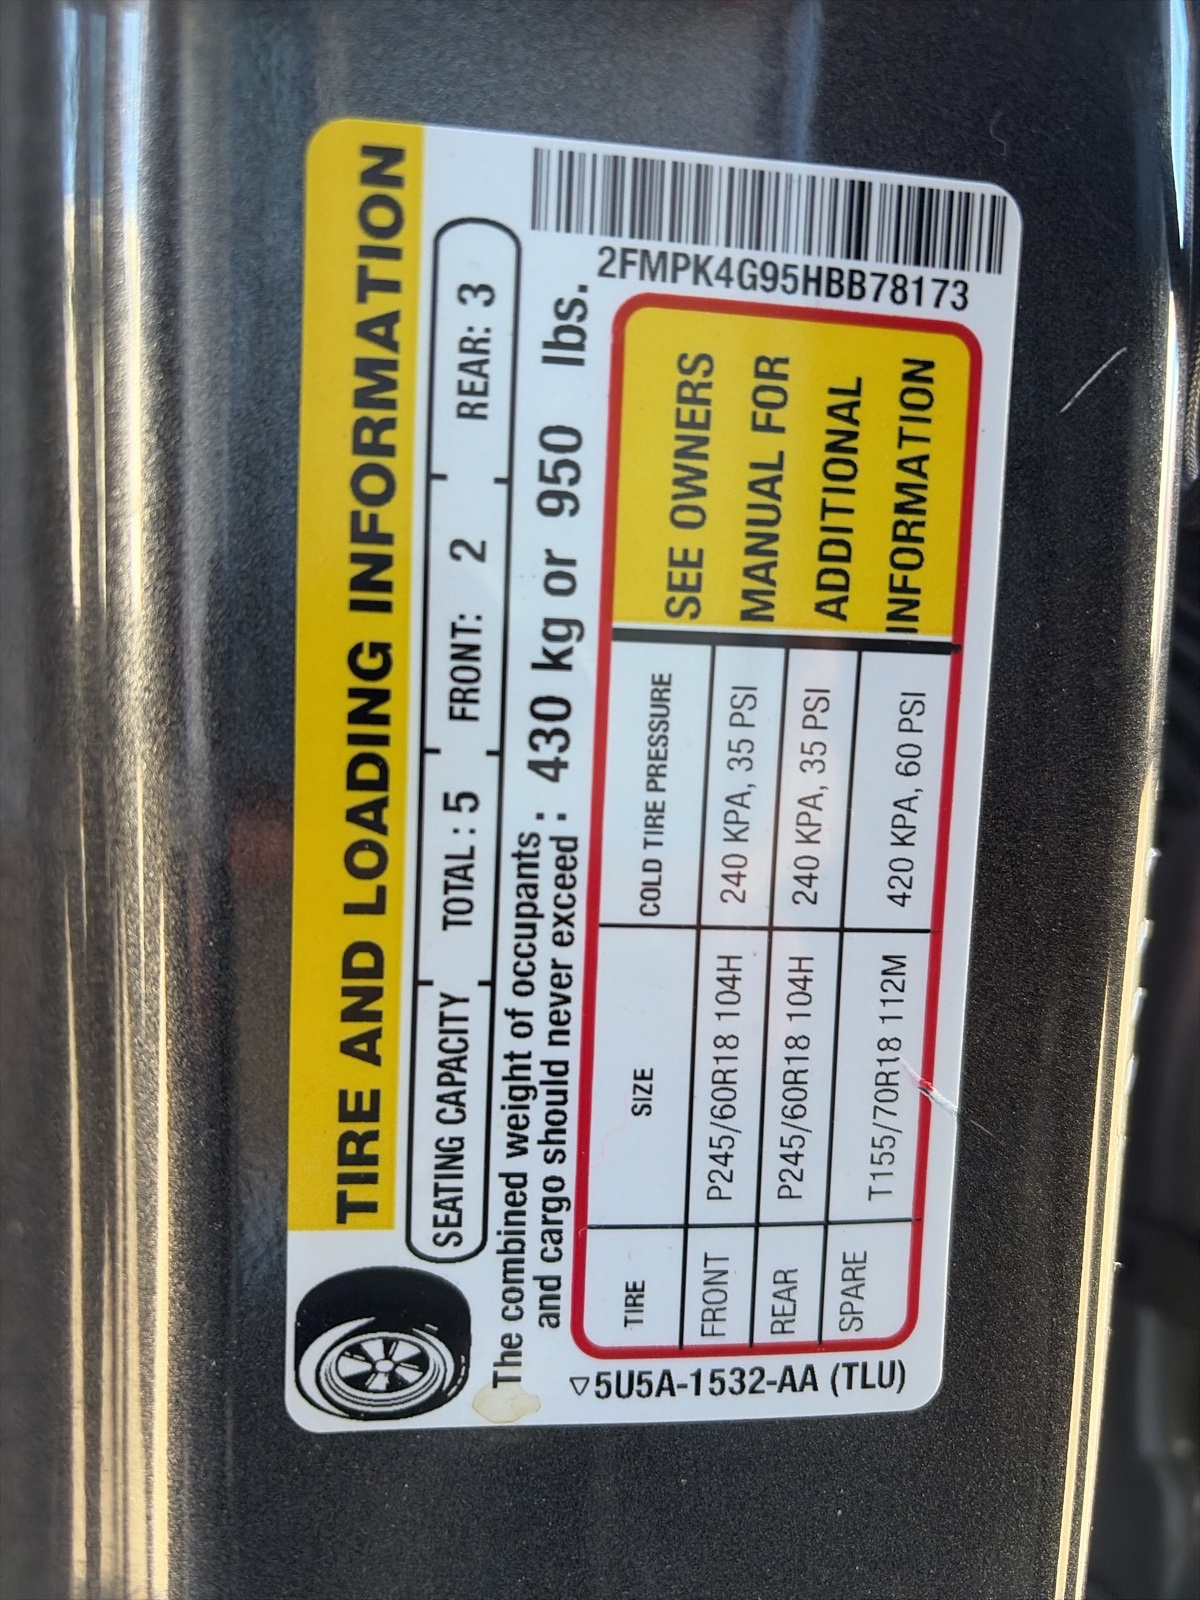 TIRE AND LOADING INFORMATION
SEATING CAPACITY TOTAL : 5 FRONT: 2 REAR: 3
The combined weight of occupants
and cargo should never exceed : 430 kg or 950 lbs.
2FMPK4G95HBB78173
TIRE SIZE COLD TIRE PRESSURE
FRONT P245/60R18 104H 240 KPA, 35 PSI
REAR P245/60R18 104H 240 KPA, 35 PSI
SPARE T155/70R18 112M 420 KPA, 60 PSI
SEE OWNERS
MANUAL FOR
ADDITIONAL
INFORMATION
▽5U5A-1532-AA (TLU)